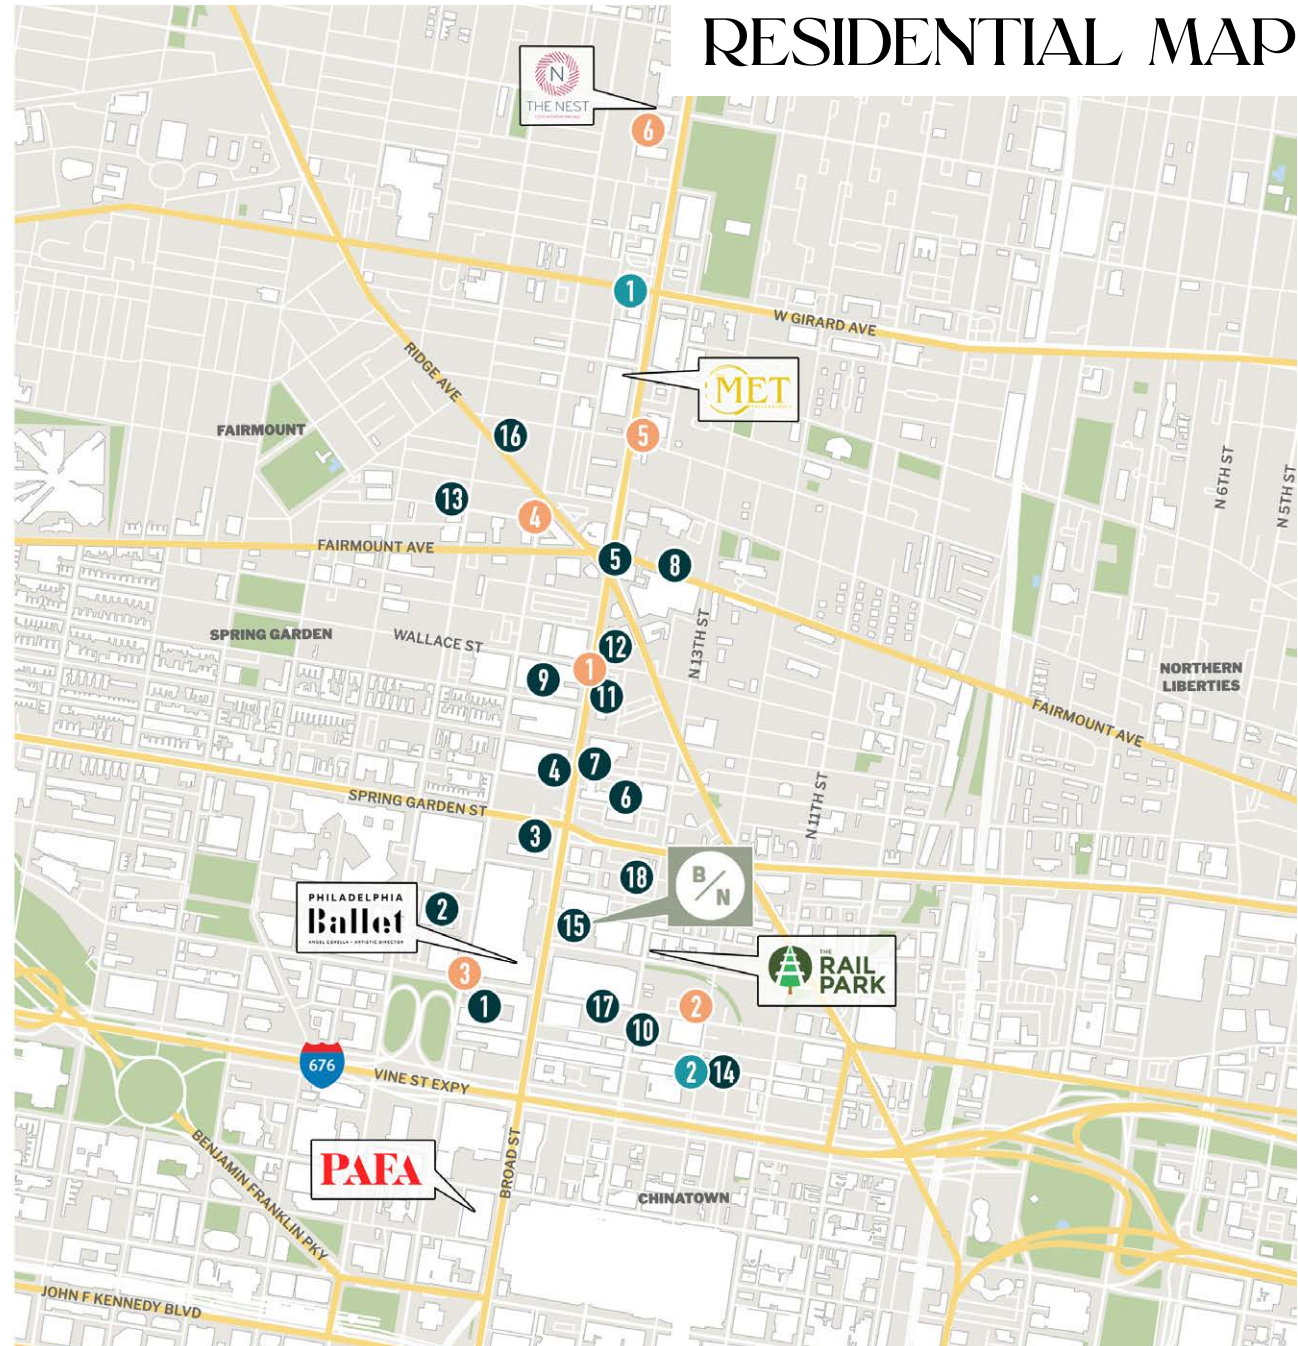 RESIDENTIAL MAP
N
THE NEST
6
1
W GIRARD AVE
RIDGE AVE
MET
FAIRMOUNT
16
5
N 6TH ST
N 5TH ST
13
4
FAIRMOUNT AVE
5
8
SPRING GARDEN
WALLACE ST
12
N 13TH ST
1
9
11
NORTHERN
LIBERTIES
FAIRMOUNT AVE
4
7
6
SPRING GARDEN ST
N 11TH ST
3
18
B/N
PHILADELPHIA
Ballet
ANGEL CORELLA • ARTISTIC DIRECTOR
2
15
THE
RAIL
PARK
3
1
17
2
10
676
VINE ST EXPY
2
14
PAFA
BENJAMIN FRANKLIN PKY
BROAD ST
CHINATOWN
JOHN F KENNEDY BLVD